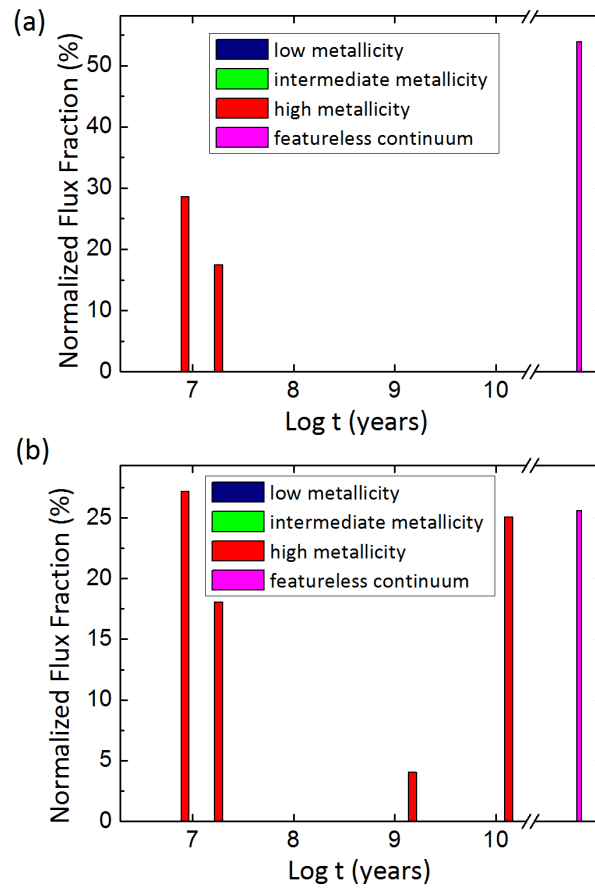 (a)
Normalized Flux Fraction (%)
50
40
30
20
10
0
low metallicity
intermediate metallicity
high metallicity
featureless continuum
7 8 9 10
Log t (years)
(b)
Normalized Flux Fraction (%)
25
20
15
10
5
0
low metallicity
intermediate metallicity
high metallicity
featureless continuum
7 8 9 10
Log t (years)